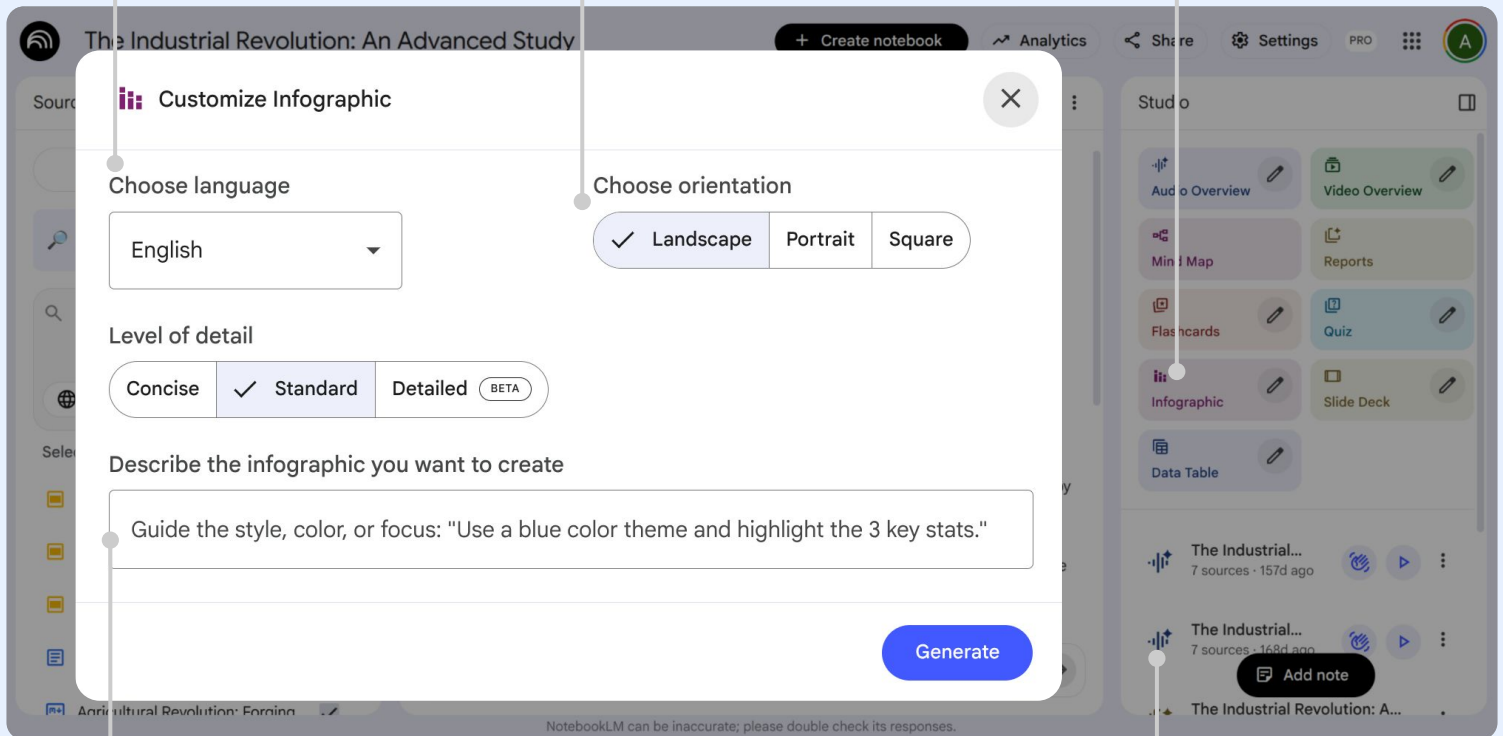 The Industrial Revolution: An Advanced Study
+ Create notebook
Analytics
Share
Settings
PRO
A
Customize Infographic
Choose language
English
Choose orientation
Landscape
Portrait
Square
Level of detail
Concise
Standard
Detailed
BETA
Describe the infographic you want to create
Guide the style, color, or focus: "Use a blue color theme and highlight the 3 key stats."
Generate
Agricultural Revolution: Forging
NotebookLM can be inaccurate; please double check its responses.
Studio
Audio Overview
Video Overview
Mind Map
Reports
Flashcards
Quiz
Infographic
Slide Deck
Data Table
The Industrial...
7 sources · 157d ago
The Industrial...
7 sources · 168d ago
Add note
The Industrial Revolution: A...